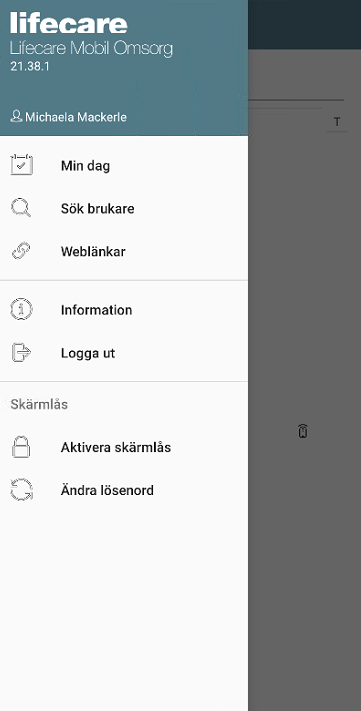 lifecare
Lifecare Mobil Omsorg
21.38.1
Michaela Mackerle
T
Min dag
Sök brukare
Weblänkar
Information
Logga ut
Skärmlås
Aktivera skärmlås
Ändra lösenord